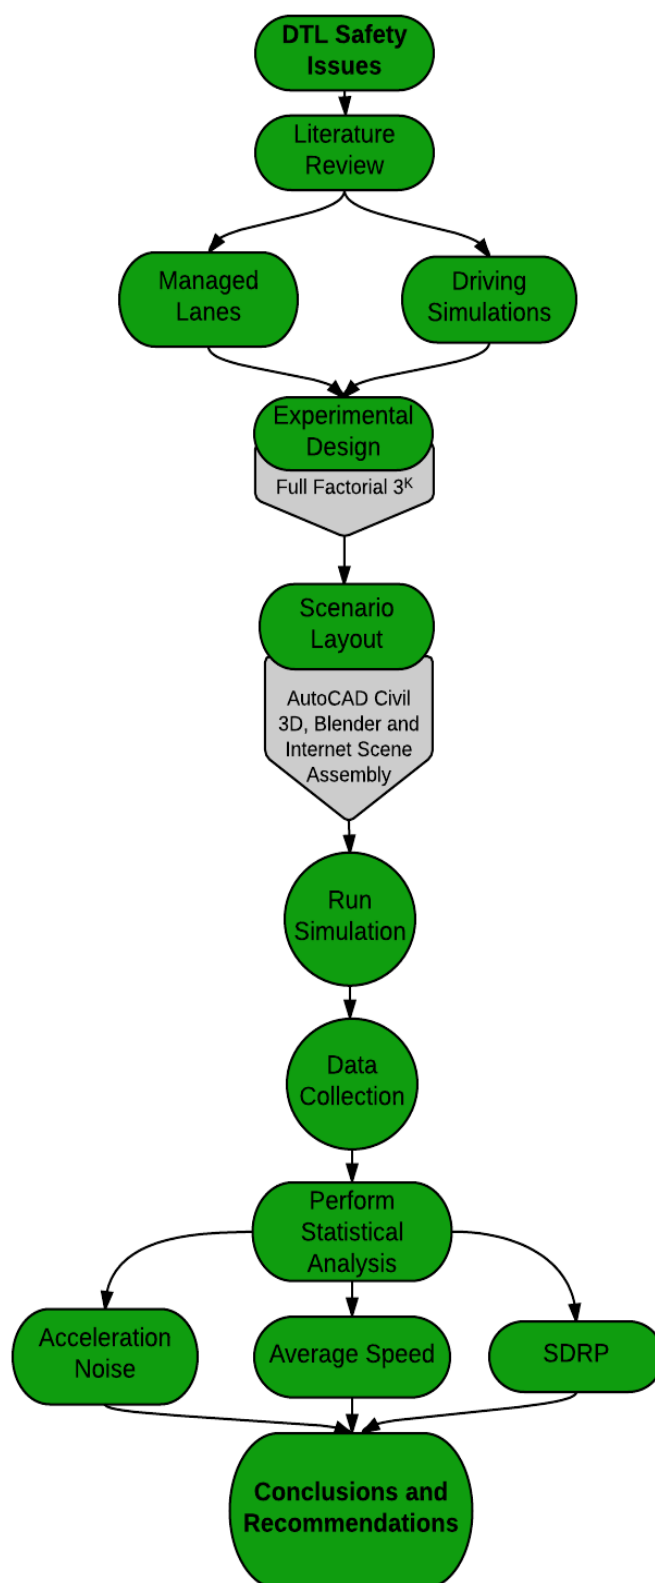 DTL Safety
Issues
Literature
Review
Managed
Lanes
Driving
Simulations
Experimental
Design
Full Factorial 3ᴷ
Scenario
Layout
AutoCAD Civil
3D, Blender and
Internet Scene
Assembly
Run
Simulation
Data
Collection
Perform
Statistical
Analysis
Acceleration
Noise
Average Speed
SDRP
Conclusions and
Recommendations